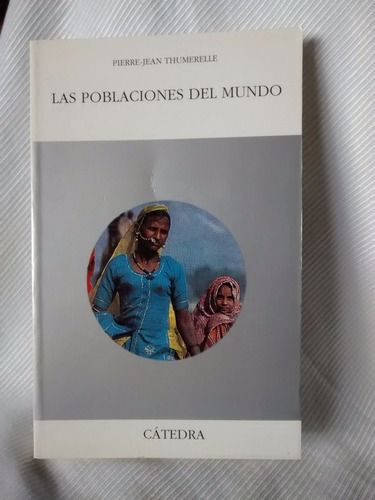 PIERRE-JEAN THUMERELLE
LAS POBLACIONES DEL MUNDO
CÁTEDRA